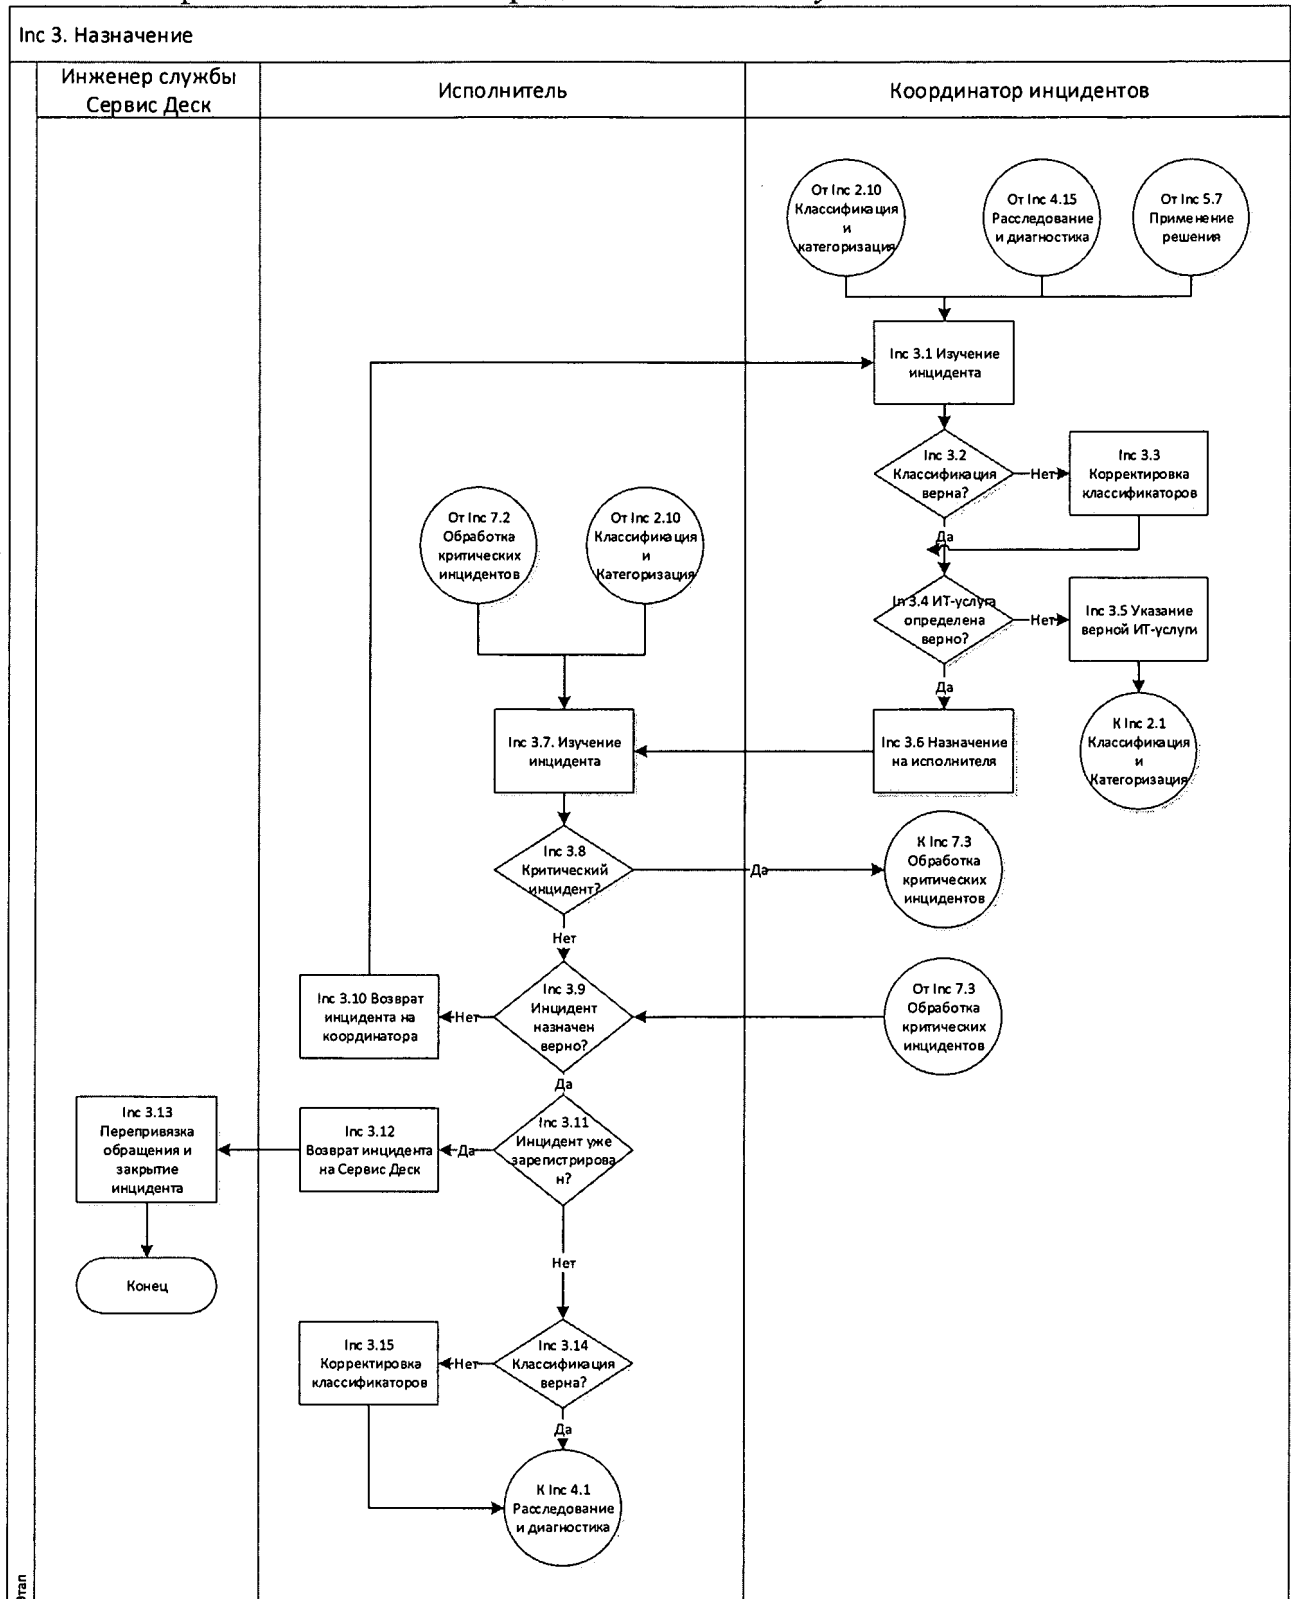 Inc 3. Назначение
Инженер службы
Сервис Деск
Исполнитель
Координатор инцидентов
От Inc 2.10
Классификация
и
категоризация
От Inc 4.15
Расследование
и диагностика
От Inc 5.7
Применение
решения
Inc 3.1 Изучение
инцидента
Inc 3.2
Классификация
верна?
Нет
Inc 3.3
Корректировка
классификаторов
Да
От Inc 7.2
Обработка
критических
инцидентов
От Inc 2.10
Классификация
и
Категоризация
In 3.4 ИТ-услуга
определена
верно?
Нет
Inc 3.5 Указание
верной ИТ-услуги
Да
К Inc 2.1
Классификация
и
Категоризация
Inc 3.7. Изучение
инцидента
Inc 3.6 Назначение
на исполнителя
Inc 3.8
Критический
инцидент?
Да
К Inc 7.3
Обработка
критических
инцидентов
Нет
Inc 3.10 Возврат
инцидента на
координатора
Нет
Inc 3.9
Инцидент
назначен
верно?
От Inc 7.3
Обработка
критических
инцидентов
Да
Inc 3.13
Перепривязка
обращения и
закрытие
инцидента
Inc 3.12
Возврат инцидента
на Сервис Деск
Да
Inc 3.11
Инцидент уже
зарегистрирова
н?
Конец
Нет
Inc 3.15
Корректировка
классификаторов
Нет
Inc 3.14
Классификация
верна?
Да
К Inc 4.1
Расследование
и диагностика
Этап